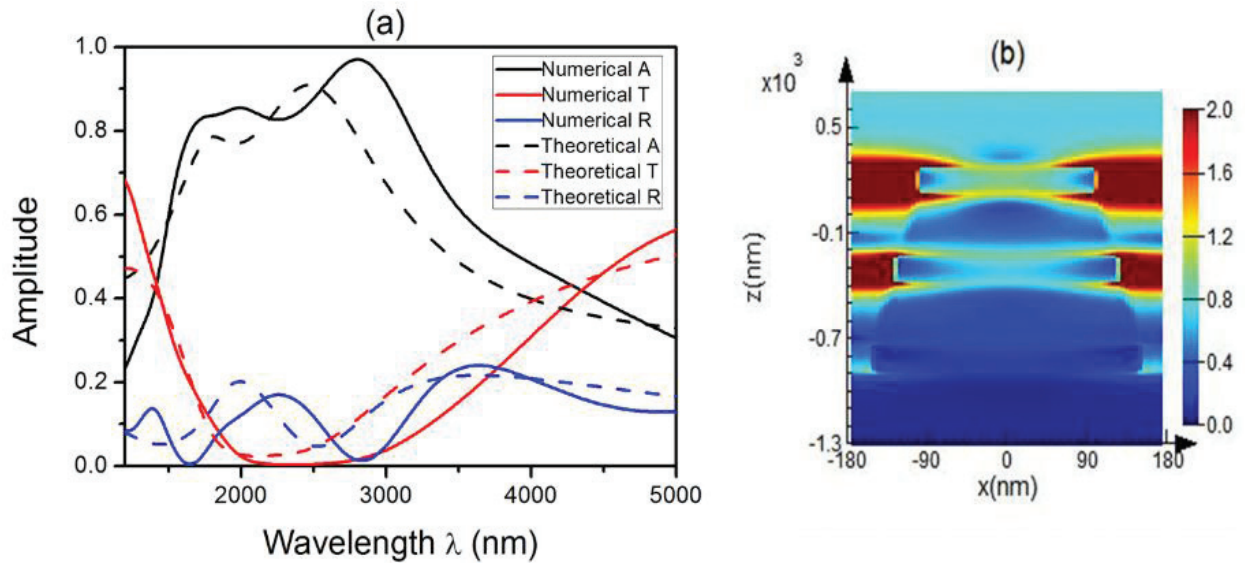 (a)
1.0
0.8
0.6
0.4
0.2
0.0
Amplitude
2000 3000 4000 5000
Wavelength λ (nm)
Numerical A
Numerical T
Numerical R
Theoretical A
Theoretical T
Theoretical R
(b)
x10³
0.5
-0.1
-0.7
-1.3
z(nm)
-180 -90 0 90 180
x(nm)
2.0
1.6
1.2
0.8
0.4
0.0